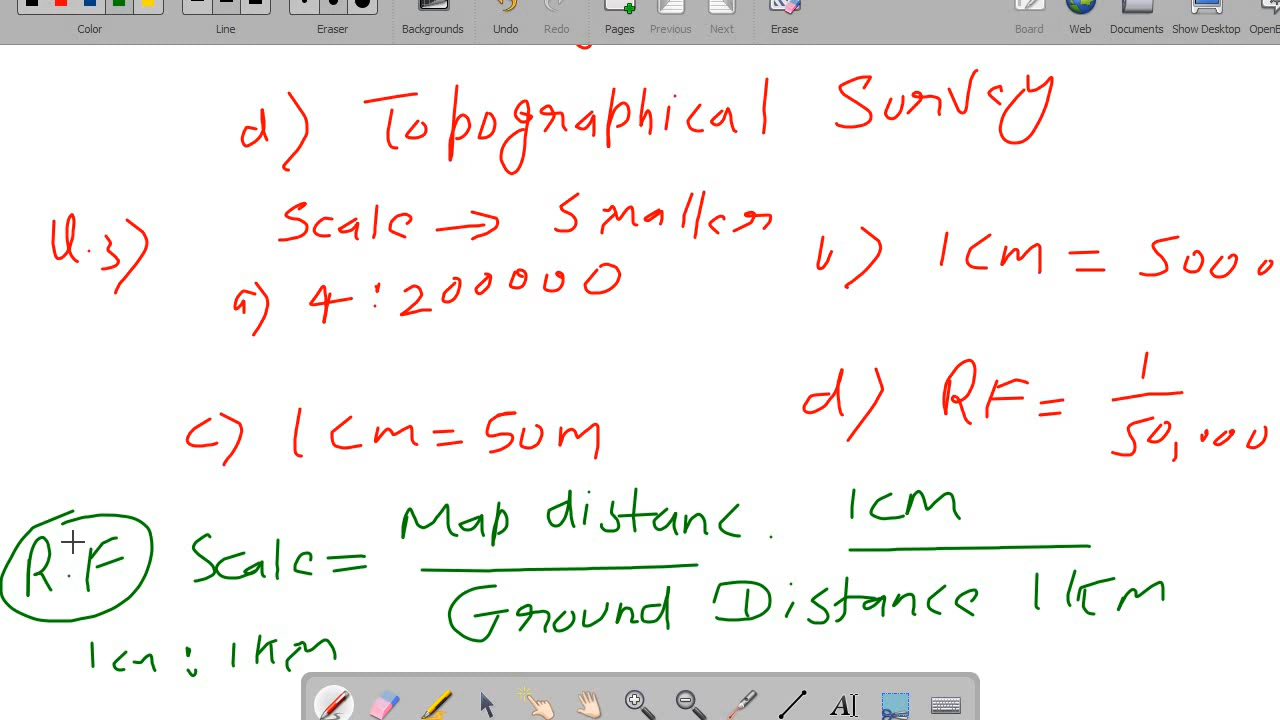 Color Line Eraser Backgrounds Undo Redo Pages Previous Next Erase Board Web Documents Show Desktop OpenB
d) Topographical Survey
Q.3) Scale → Smaller
a) 4 : 200000 b) 1cm = 5000
c) 1cm = 50m d) RF = 1/50,000
R.F Scale = Map distanc. / Ground Distance 1cm / 1KM
1cm : 1KM